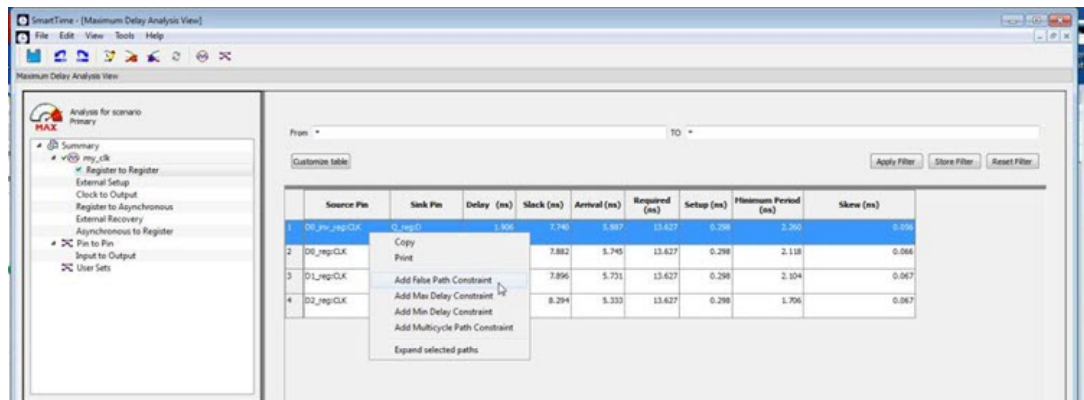 SmartTime - [Maximum Delay Analysis View]
File Edit View Tools Help
Maximum Delay Analysis View
Analysis for scenario
Primary
MAX
Summary
my_clk
Register to Register
External Setup
Clock to Output
Register to Asynchronous
External Recovery
Asynchronous to Register
Pin to Pin
Input to Output
User Sets
From * TO *
Customize table Apply Filter Store Filter Reset Filter
Source Pin Sink Pin Delay (ns) Slack (ns) Arrival (ns) Required (ns) Setup (ns) Minimum Period (ns) Skew (ns)
1 D0_inv_reg:CLK Q_reg:D 1.906 7.740 5.887 13.627 0.298 2.260 0.056
2 D0_reg:CLK 7.882 5.745 13.627 0.298 2.118 0.066
3 D1_reg:CLK 7.896 5.731 13.627 0.298 2.104 0.067
4 D2_reg:CLK 8.294 5.333 13.627 0.298 1.706 0.067
Copy
Print
Add False Path Constraint
Add Max Delay Constraint
Add Min Delay Constraint
Add Multicycle Path Constraint
Expand selected paths